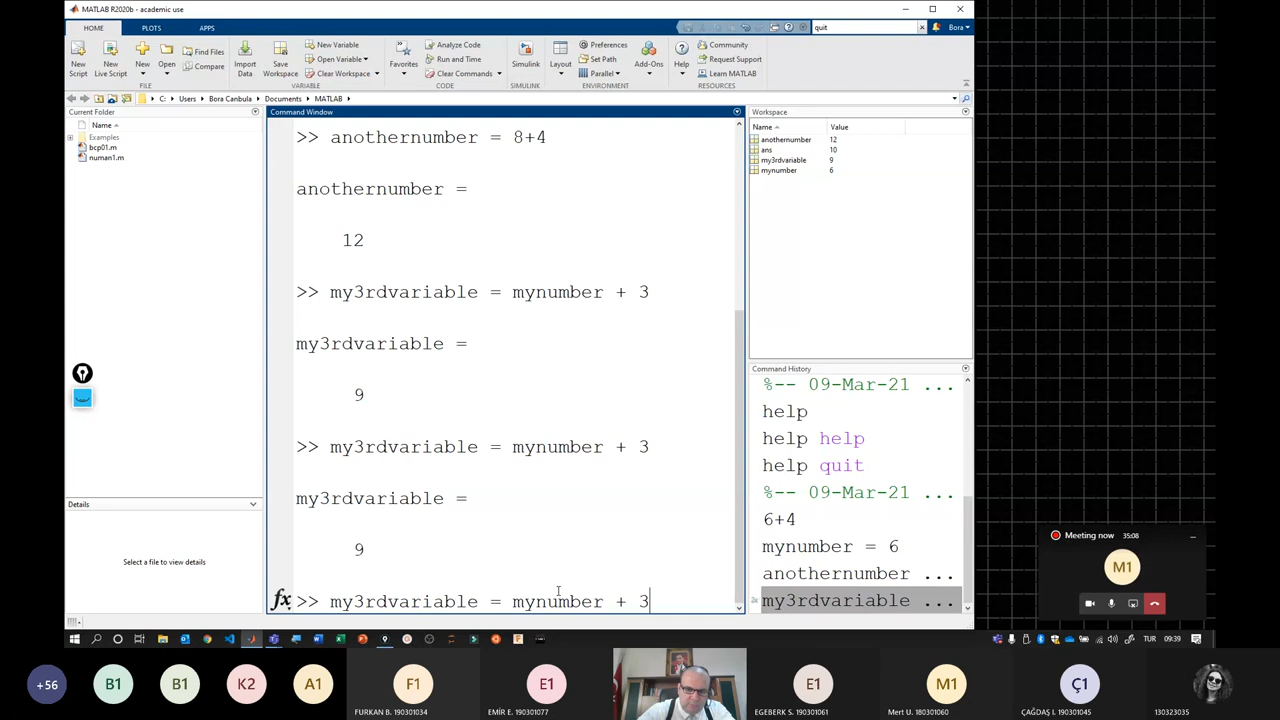 MATLAB R2020b - academic use
HOME PLOTS APPS
quit
Bora
New Script
New Live Script
New
Open
Find Files
Compare
FILE
Import Data
Save Workspace
New Variable
Open Variable
Clear Workspace
VARIABLE
Favorites
Analyze Code
Run and Time
Clear Commands
CODE
Simulink
SIMULINK
Layout
Preferences
Set Path
Parallel
ENVIRONMENT
Add-Ons
Help
Community
Request Support
Learn MATLAB
RESOURCES
C: Users Bora Canbula Documents MATLAB
Current Folder
Name
Examples
bcp01.m
numan1.m
Details
Select a file to view details
Command Window
>> anothernumber = 8+4
anothernumber =
12
>> my3rdvariable = mynumber + 3
my3rdvariable =
9
>> my3rdvariable = mynumber + 3
my3rdvariable =
9
fx >> my3rdvariable = mynumber + 3
Workspace
Name Value
anothernumber 12
ans 10
my3rdvariable 9
mynumber 6
Command History
%-- 09-Mar-21 ...
help
help help
help quit
%-- 09-Mar-21 ...
6+4
mynumber = 6
anothernumber ...
my3rdvariable ...
Meeting now 35:08
M1
TUR 09:39
+56 B1 B1 K2 A1 F1 E1 E1 M1 Ç1
FURKAN B. 190301034
EMİR E. 190301077
EGEBERK S. 190301061
Mert U. 180301060
ÇAĞDAŞ I. 190301045
130323035